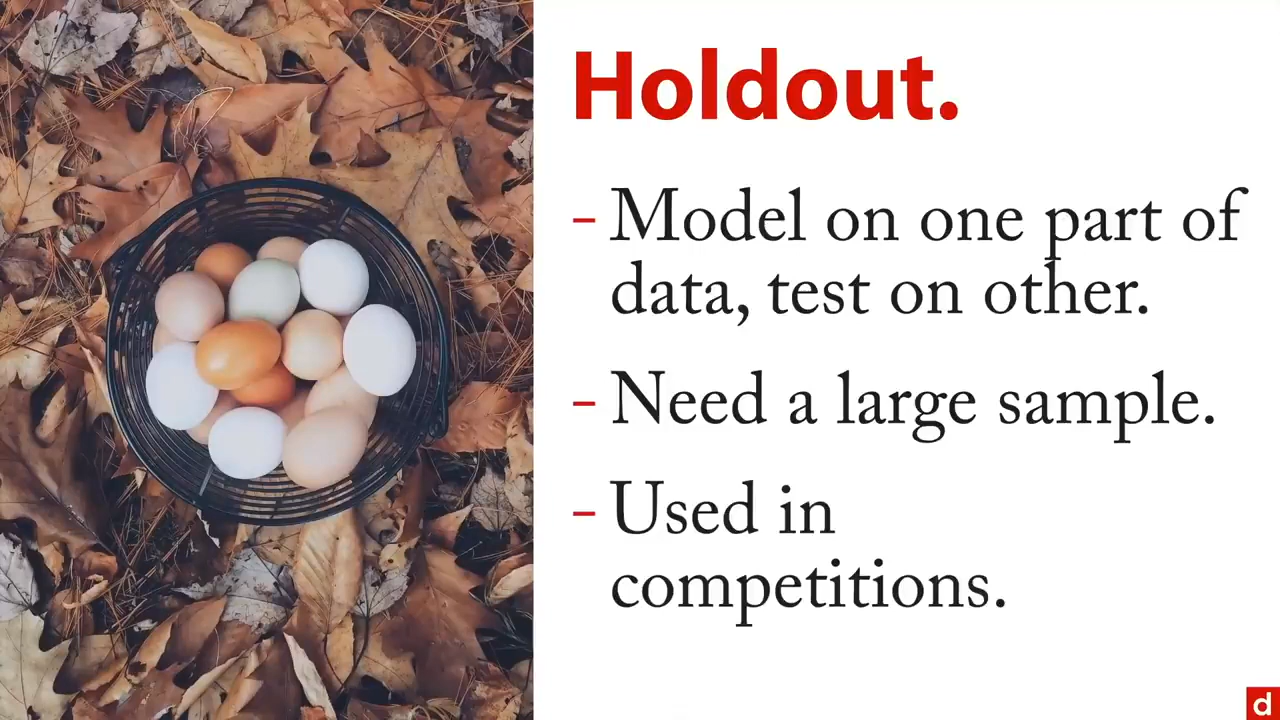 Holdout.
- Model on one part of
data, test on other.
- Need a large sample.
- Used in
competitions.
d